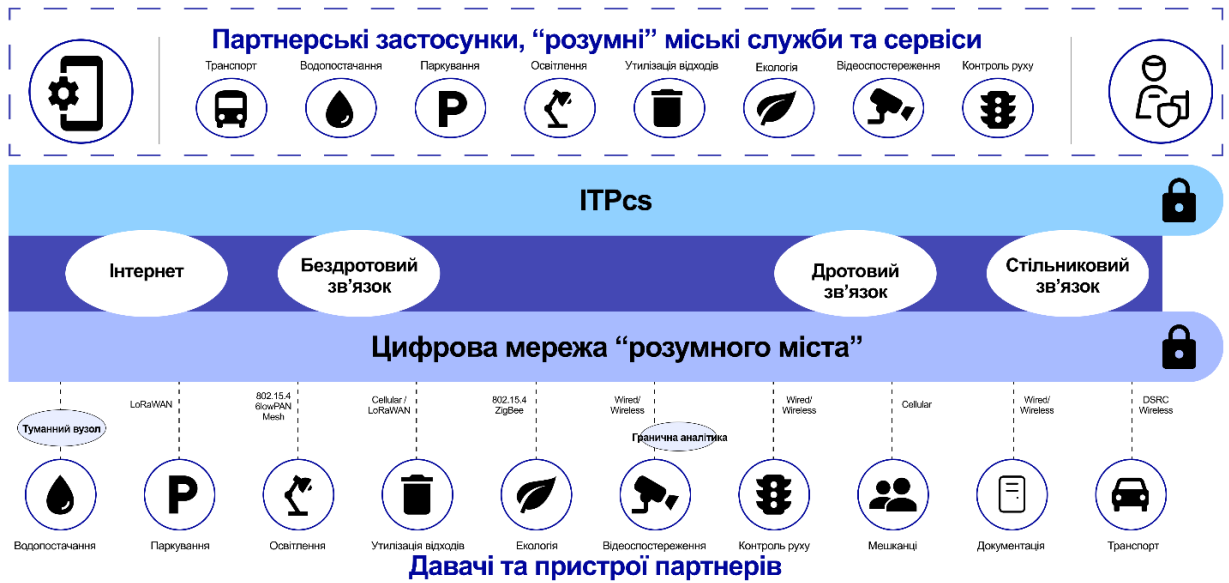 Партнерські застосунки, “розумні” міські служби та сервіси
Транспорт
Водопостачання
Паркування
Освітлення
Утилізація відходів
Екологія
Відеоспостереження
Контроль руху
ITPcs
Інтернет
Бездротовий
зв’язок
Дротовий
зв’язок
Стільниковий
зв’язок
Цифрова мережа “розумного міста”
LoRaWAN
802.15.4
6lowPAN
Mesh
Cellular /
LoRaWAN
802.15.4
ZigBee
Wired/
Wireless
Wired/
Wireless
Cellular
Wired/
Wireless
DSRC
Wireless
Туманний вузол
Гранична аналітика
Водопостачання
Паркування
Освітлення
Утилізація відходів
Екологія
Відеоспостереження
Контроль руху
Мешканці
Документація
Транспорт
Давачі та пристрої партнерів